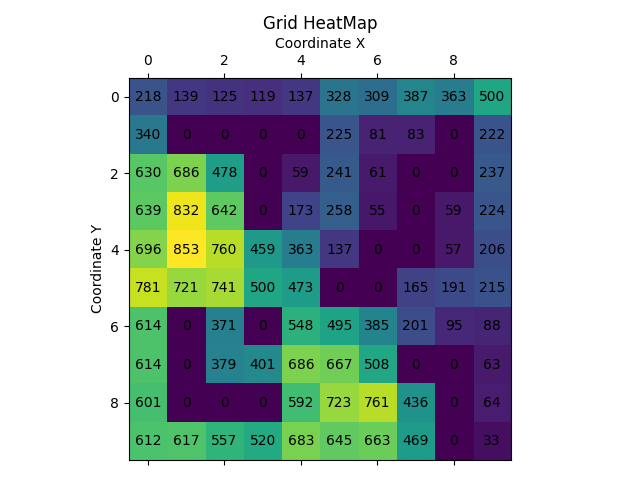 Grid HeatMap
Coordinate X
0 2 4 6 8
0 218 139 125 119 137 328 309 387 363 500
340 0 0 0 0 225 81 83 0 222
2 630 686 478 0 59 241 61 0 0 237
639 832 642 0 173 258 55 0 59 224
4 696 853 760 459 363 137 0 0 57 206
781 721 741 500 473 0 0 165 191 215
6 614 0 371 0 548 495 385 201 95 88
614 0 379 401 686 667 508 0 0 63
8 601 0 0 0 592 723 761 436 0 64
612 617 557 520 683 645 663 469 0 33
Coordinate Y